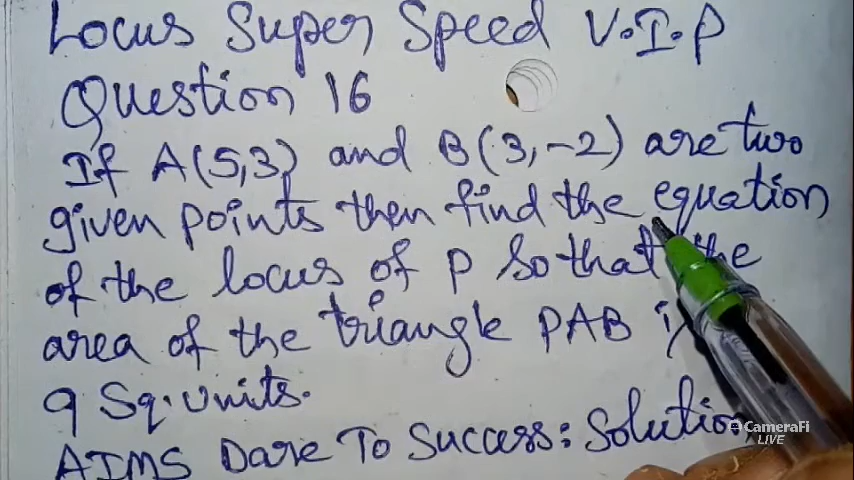 Locus Super Speed V.I.P
Question 16
If A(5,3) and B(3,-2) are two
given points then find the equation
of the locus of P so that the
area of the triangle PAB is
9 Sq.units.
AIMS Dare To Success: Solution
CameraFi
LIVE